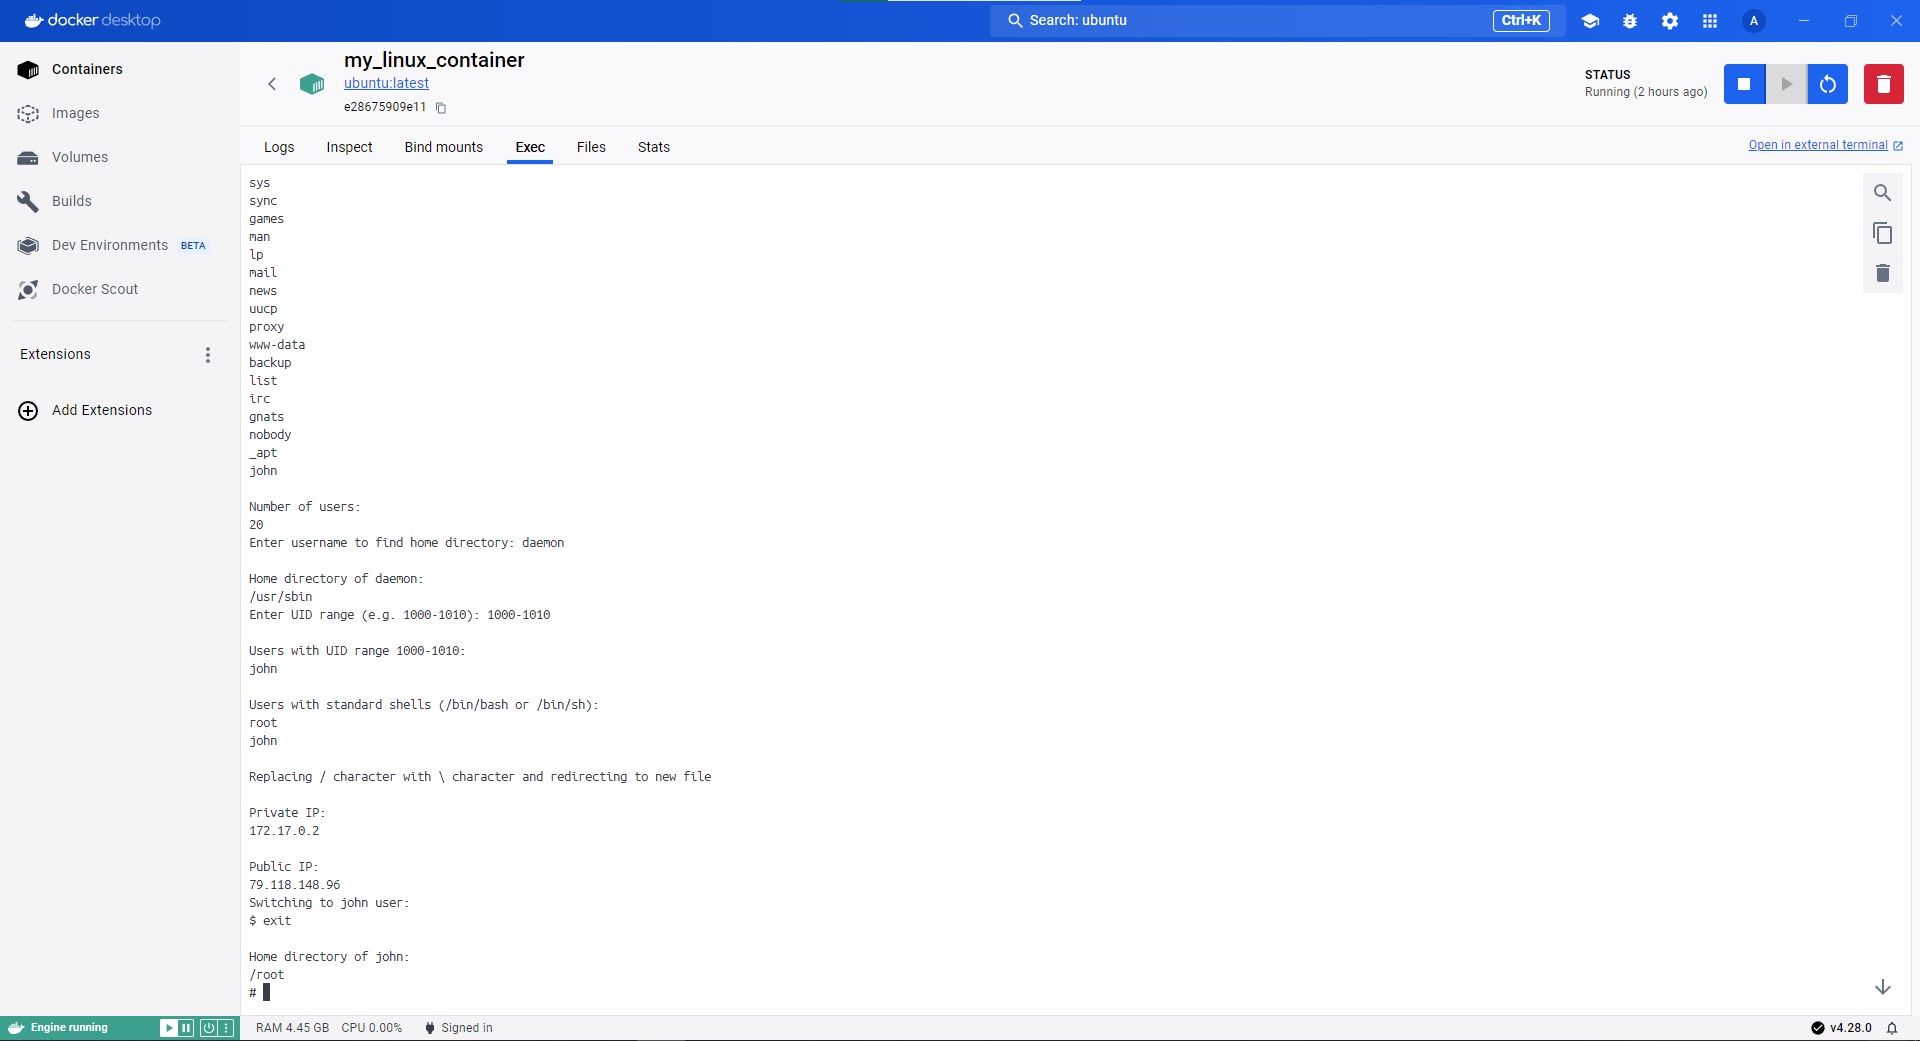 docker desktop
Search: ubuntu
Ctrl+K
A
Containers
Images
Volumes
Builds
Dev Environments BETA
Docker Scout
Extensions
Add Extensions
my_linux_container
ubuntu:latest
e28675909e11
STATUS
Running (2 hours ago)
Logs Inspect Bind mounts Exec Files Stats
Open in external terminal
sys
sync
games
man
lp
mail
news
uucp
proxy
www-data
backup
list
irc
gnats
nobody
_apt
john
Number of users:
20
Enter username to find home directory: daemon
Home directory of daemon:
/usr/sbin
Enter UID range (e.g. 1000-1010): 1000-1010
Users with UID range 1000-1010:
john
Users with standard shells (/bin/bash or /bin/sh):
root
john
Replacing / character with \ character and redirecting to new file
Private IP:
172.17.0.2
Public IP:
79.118.148.96
Switching to john user:
$ exit
Home directory of john:
/root
#
Engine running
RAM 4.45 GB CPU 0.00% Signed in
v4.28.0